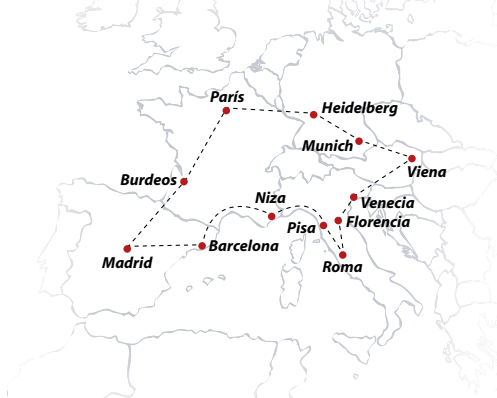 París
Heidelberg
Munich
Viena
Burdeos
Niza
Venecia
Pisa
Florencia
Barcelona
Madrid
Roma